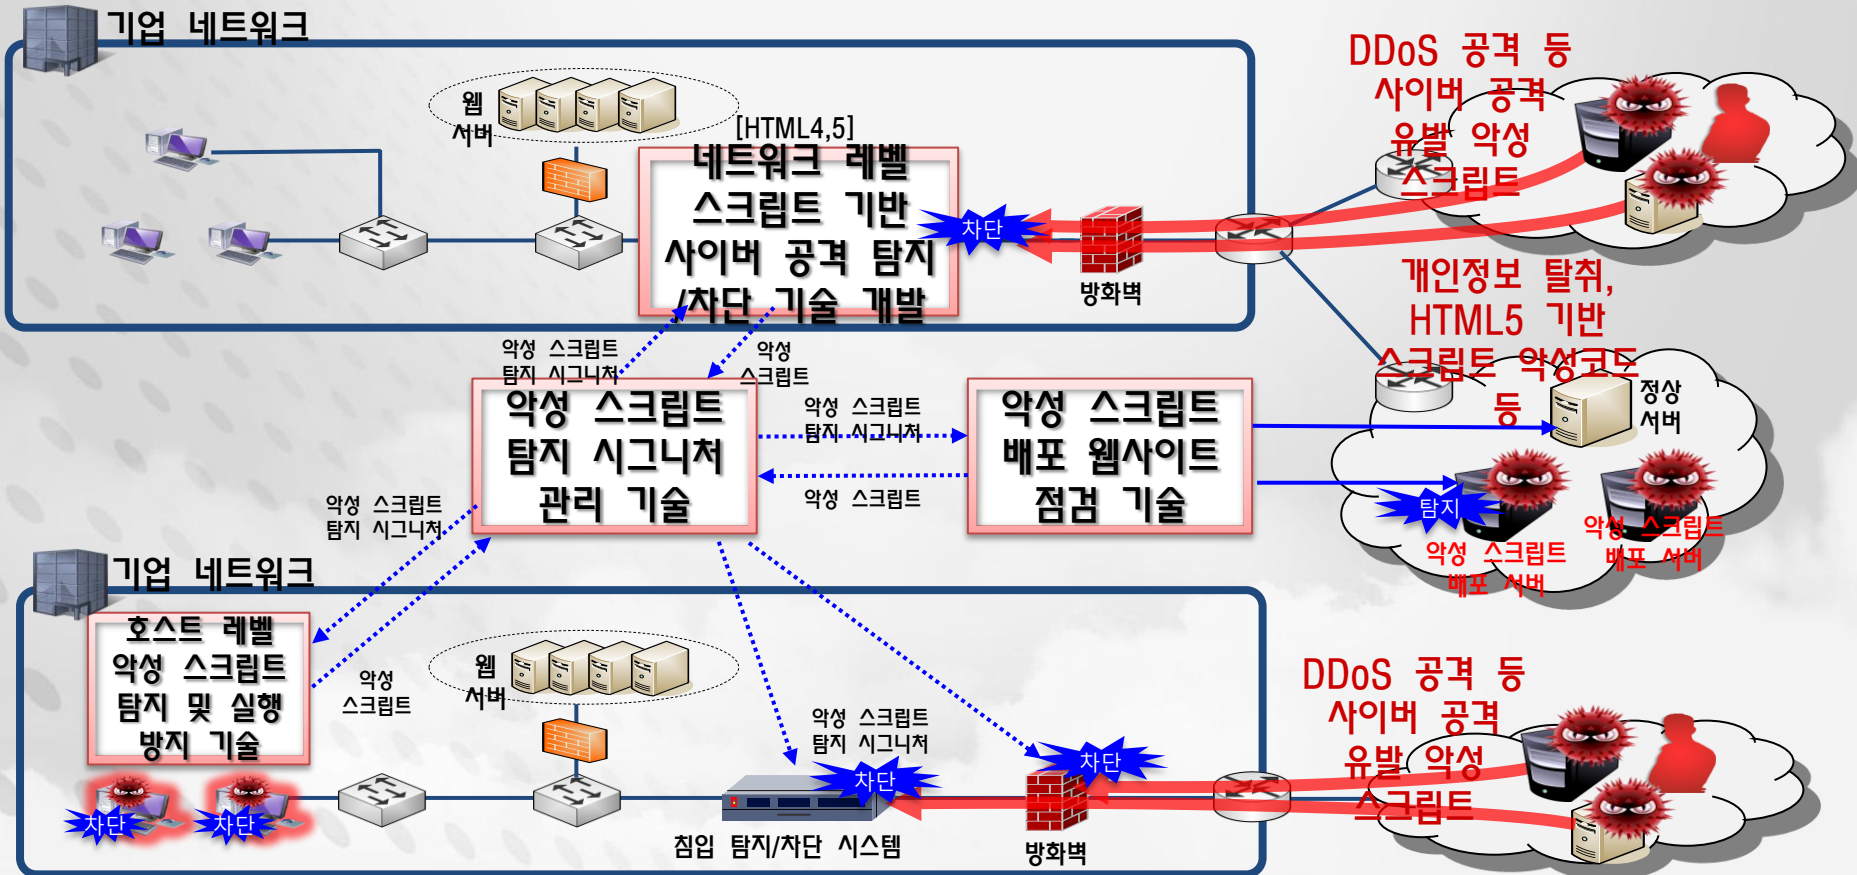 기업 네트워크
웹
서버
[HTML4,5]
네트워크 레벨
스크립트 기반
사이버 공격 탐지
/차단 기술 개발
차단
방화벽
DDoS 공격 등
사이버 공격
유발 악성
스크립트
개인정보 탈취,
HTML5 기반
스크립트 악성코드
등
정상
서버
탐지
악성 스크립트
배포 서버
악성 스크립트
배포 서버
악성 스크립트
탐지 시그니처
악성
스크립트
악성 스크립트
탐지 시그니처
관리 기술
악성 스크립트
탐지 시그니처
악성 스크립트
악성 스크립트
배포 웹사이트
점검 기술
악성 스크립트
탐지 시그니처
기업 네트워크
호스트 레벨
악성 스크립트
탐지 및 실행
방지 기술
차단
차단
악성
스크립트
웹
서버
악성 스크립트
탐지 시그니처
차단
차단
침입 탐지/차단 시스템
방화벽
DDoS 공격 등
사이버 공격
유발 악성
스크립트